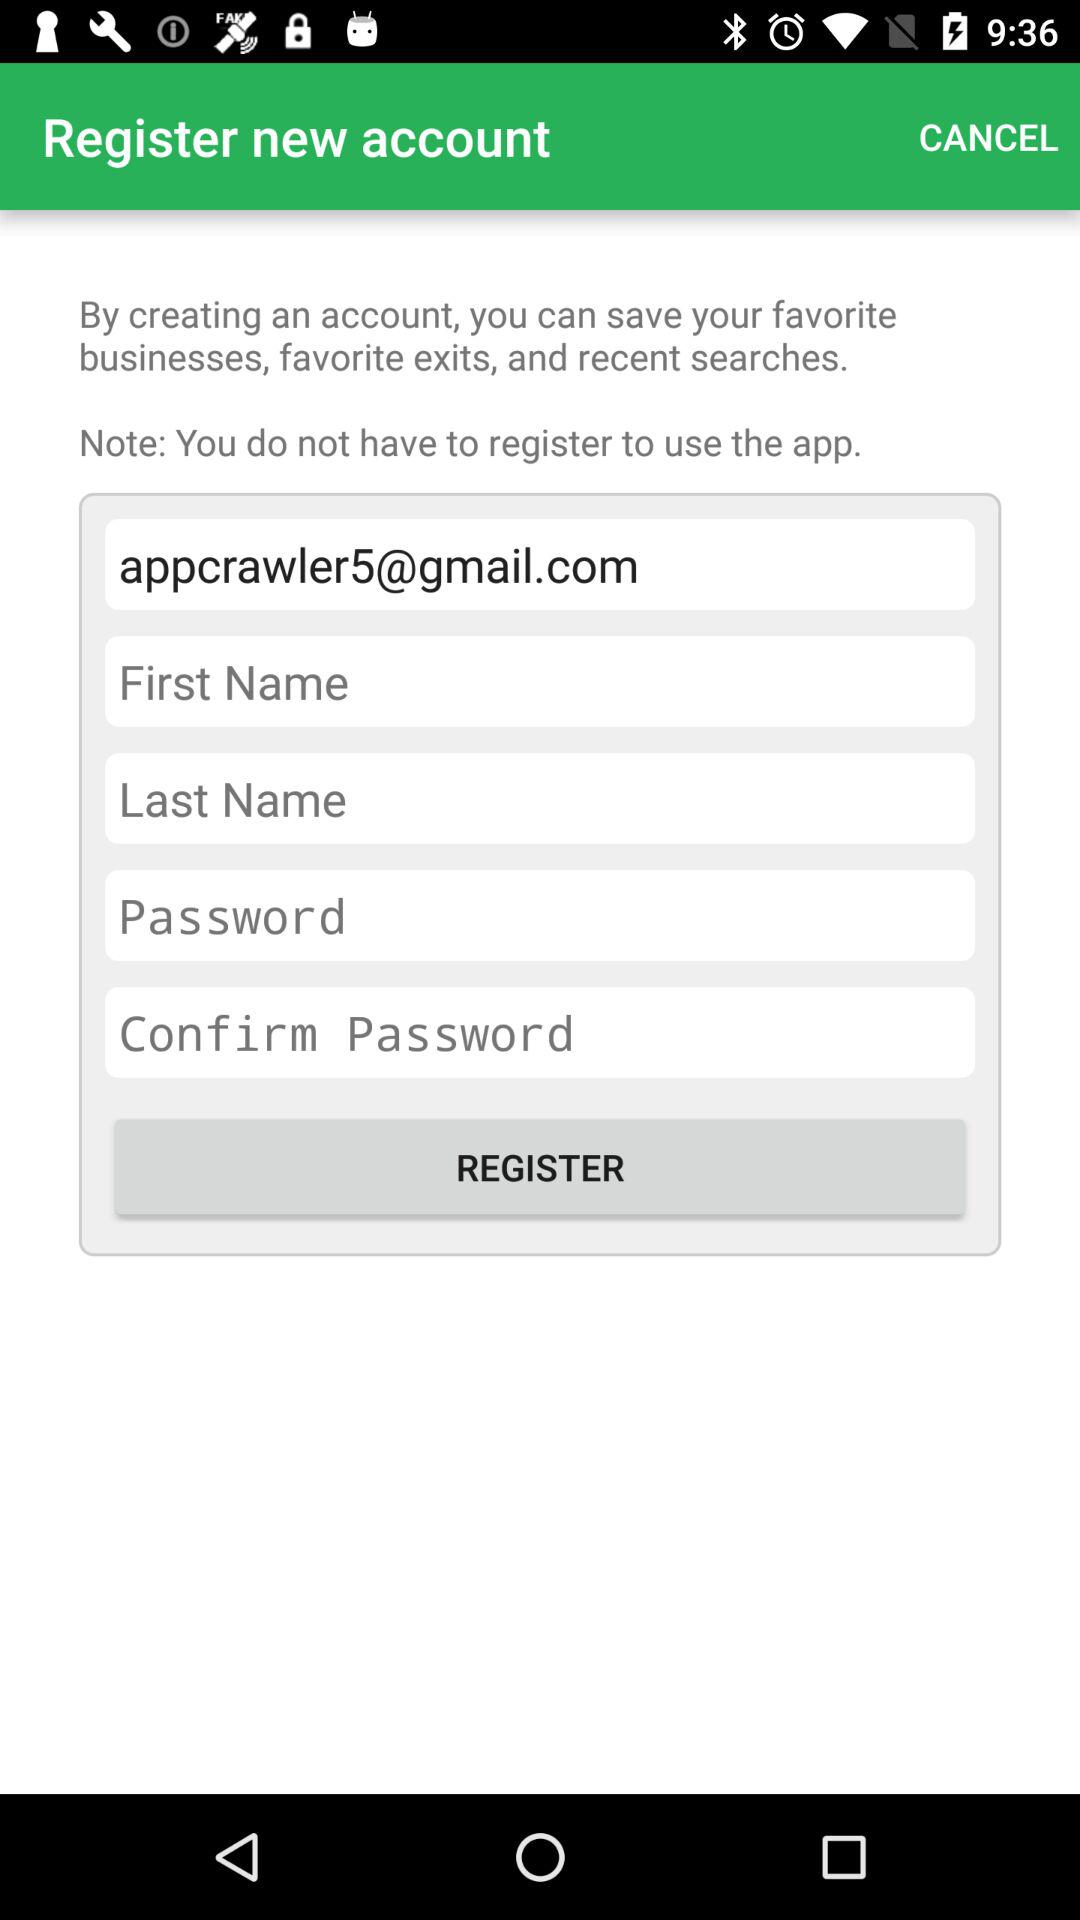 FAKE
9:36
Register new account
CANCEL
By creating an account, you can save your favorite
businesses, favorite exits, and recent searches.
Note: You do not have to register to use the app.
appcrawler5@gmail.com
First Name
Last Name
Password
Confirm Password
REGISTER